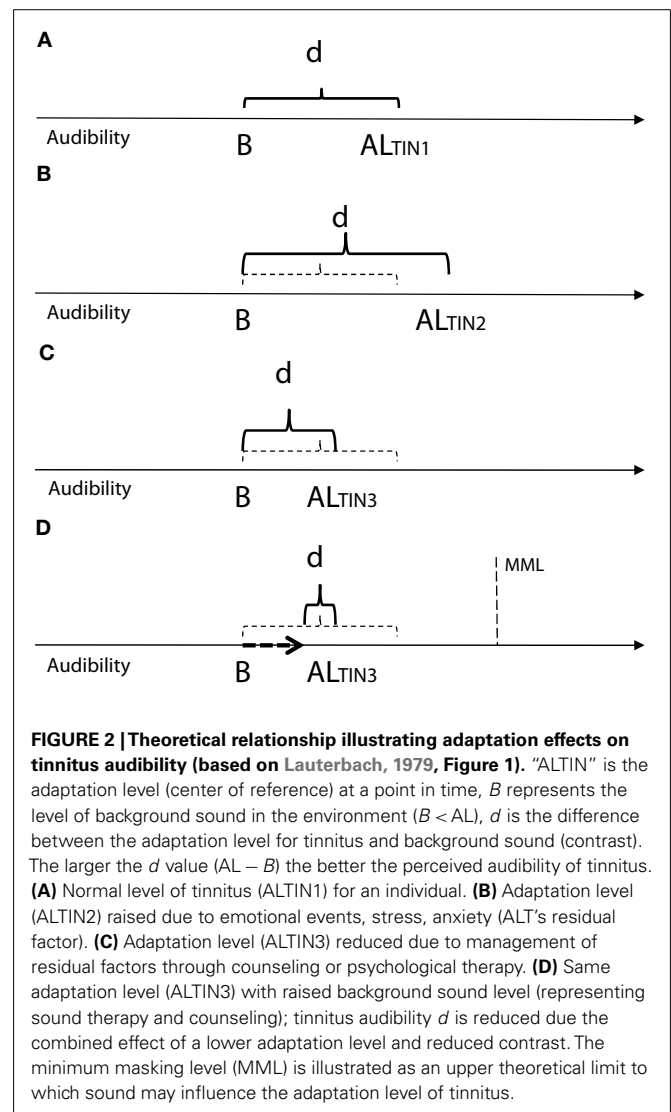 A
d
Audibility
B
ALTIN1
B
d
Audibility
B
ALTIN2
C
d
Audibility
B
ALTIN3
D
d
MML
Audibility
B
ALTIN3
FIGURE 2 | Theoretical relationship illustrating adaptation effects on
tinnitus audibility (based on Lauterbach, 1979, Figure 1). “ALTIN” is the
adaptation level (center of reference) at a point in time, B represents the
level of background sound in the environment (B < AL), d is the difference
between the adaptation level for tinnitus and background sound (contrast).
The larger the d value (AL – B) the better the perceived audibility of tinnitus.
(A) Normal level of tinnitus (ALTIN1) for an individual. (B) Adaptation level
(ALTIN2) raised due to emotional events, stress, anxiety (ALT’s residual
factor). (C) Adaptation level (ALTIN3) reduced due to management of
residual factors through counseling or psychological therapy. (D) Same
adaptation level (ALTIN3) with raised background sound level (representing
sound therapy and counseling); tinnitus audibility d is reduced due the
combined effect of a lower adaptation level and reduced contrast. The
minimum masking level (MML) is illustrated as an upper theoretical limit to
which sound may influence the adaptation level of tinnitus.